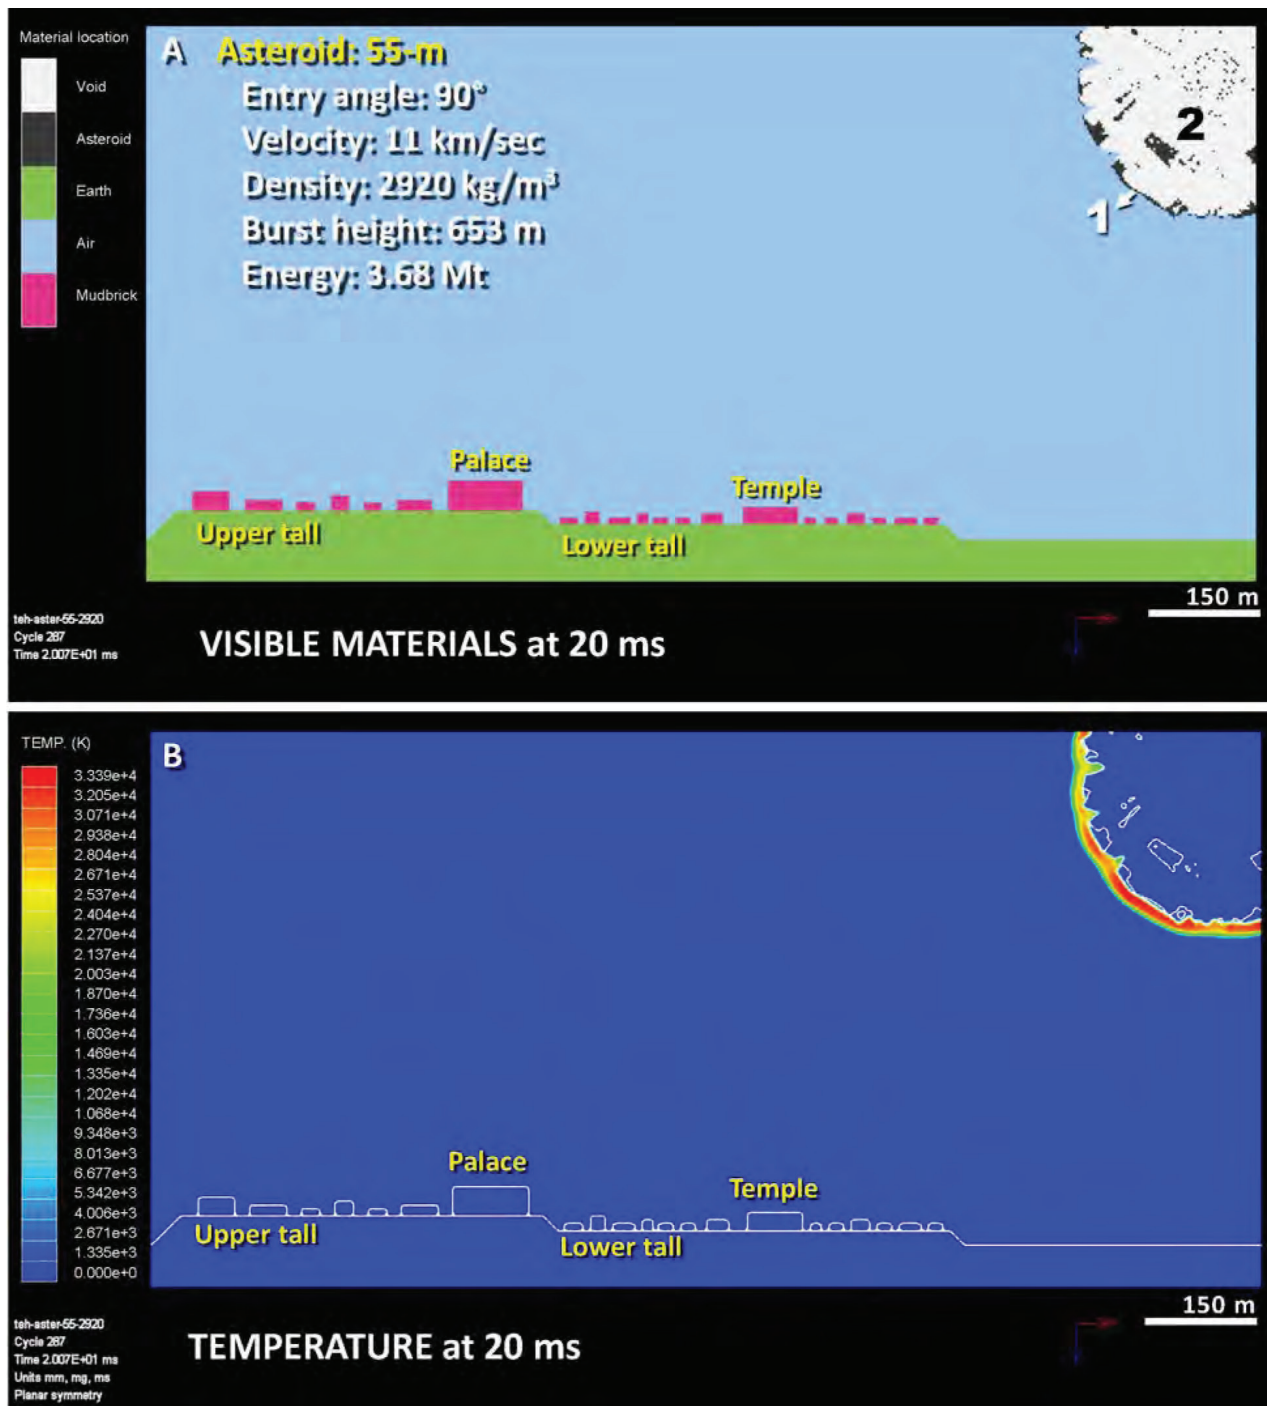 Material location
Void
Asteroid
Earth
Air
Mudbrick
A
Asteroid: 55-m
Entry angle: 90°
Velocity: 11 km/sec
Density: 2920 kg/m³
Burst height: 653 m
Energy: 3.68 Mt
2
1
Palace
Temple
Upper tall
Lower tall
150 m
teh-aster-55-2920
Cycle 287
Time 2.007E+01 ms
VISIBLE MATERIALS at 20 ms
TEMP. (K)
3.339e+4
3.205e+4
3.071e+4
2.938e+4
2.804e+4
2.671e+4
2.537e+4
2.404e+4
2.270e+4
2.137e+4
2.003e+4
1.870e+4
1.736e+4
1.603e+4
1.469e+4
1.335e+4
1.202e+4
1.068e+4
9.348e+3
8.013e+3
6.677e+3
5.342e+3
4.006e+3
2.671e+3
1.335e+3
0.000e+0
B
Palace
Temple
Upper tall
Lower tall
150 m
teh-aster-55-2920
Cycle 287
Time 2.007E+01 ms
Units mm, mg, ms
Planar symmetry
TEMPERATURE at 20 ms